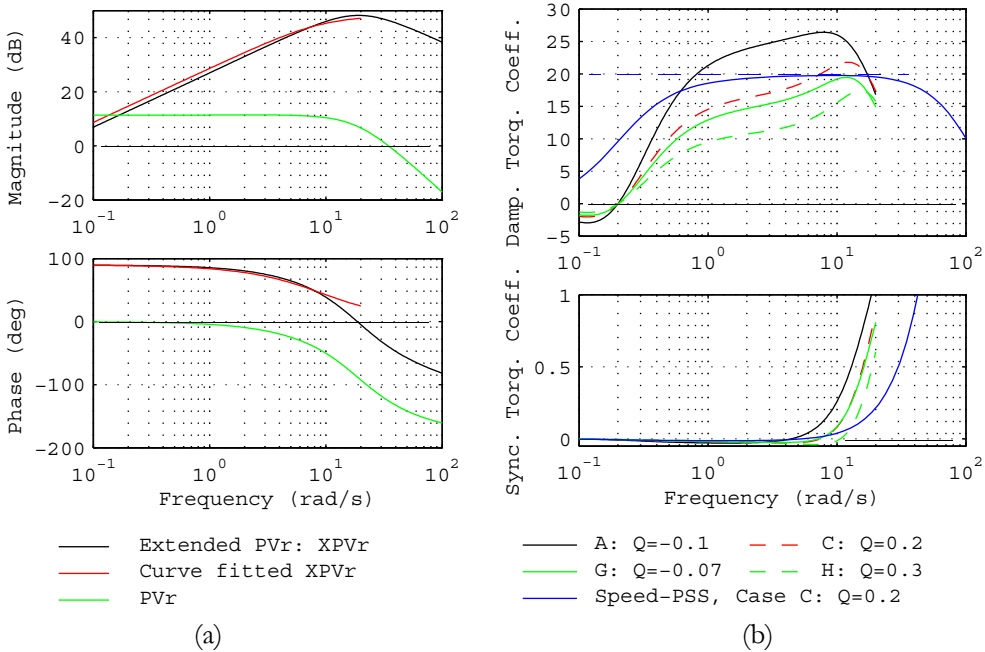 Magnitude (dB)
40
20
0
-20
10^-1
10^0
10^1
10^2
Phase (deg)
100
0
-100
-200
10^-1
10^0
10^1
10^2
Frequency (rad/s)
Extended PVr: XPVr
Curve fitted XPVr
PVr
(a)
Damp. Torq. Coeff.
30
25
20
15
10
5
0
-5
10^-1
10^0
10^1
10^2
Sync. Torq. Coeff.
1
0.5
0
10^-1
10^0
10^1
10^2
Frequency (rad/s)
A: Q=-0.1
C: Q=0.2
G: Q=-0.07
H: Q=0.3
Speed-PSS, Case C: Q=0.2
(b)